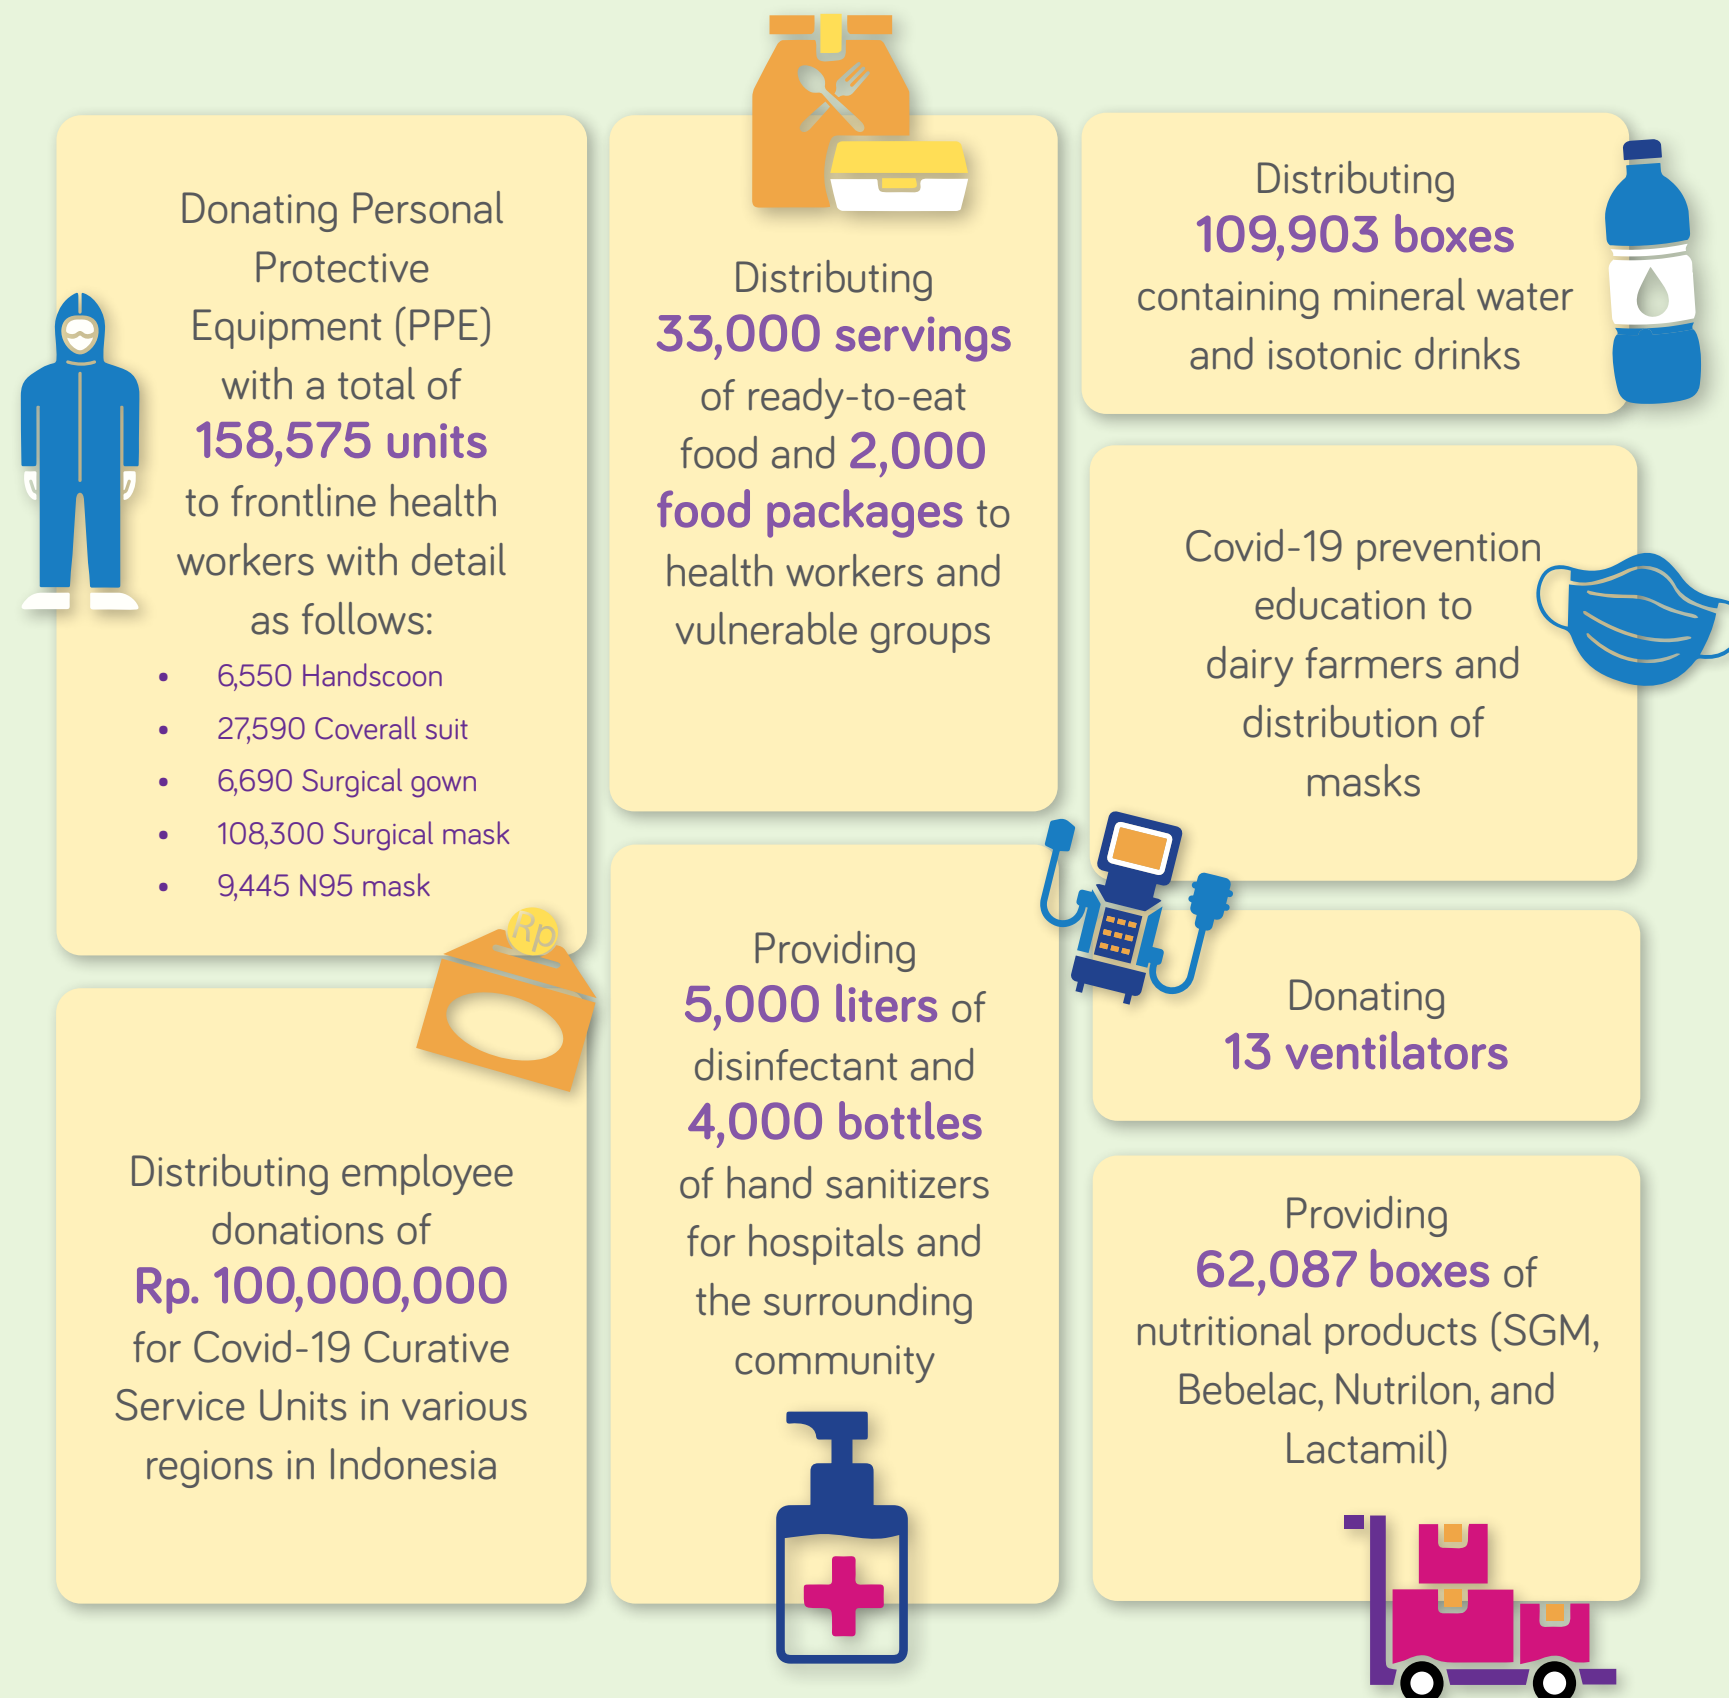 Donating Personal
Protective
Equipment (PPE)
with a total of
158,575 units
to frontline health
workers with detail
as follows:
• 6,550 Handscoon
• 27,590 Coverall suit
• 6,690 Surgical gown
• 108,300 Surgical mask
• 9,445 N95 mask
Rp
Distributing employee
donations of
Rp. 100,000,000
for Covid-19 Curative
Service Units in various
regions in Indonesia
Distributing
33,000 servings
of ready-to-eat
food and 2,000
food packages to
health workers and
vulnerable groups
Providing
5,000 liters of
disinfectant and
4,000 bottles
of hand sanitizers
for hospitals and
the surrounding
community
Distributing
109,903 boxes
containing mineral water
and isotonic drinks
Covid-19 prevention
education to
dairy farmers and
distribution of
masks
Donating
13 ventilators
Providing
62,087 boxes of
nutritional products (SGM,
Bebelac, Nutrilon, and
Lactamil)